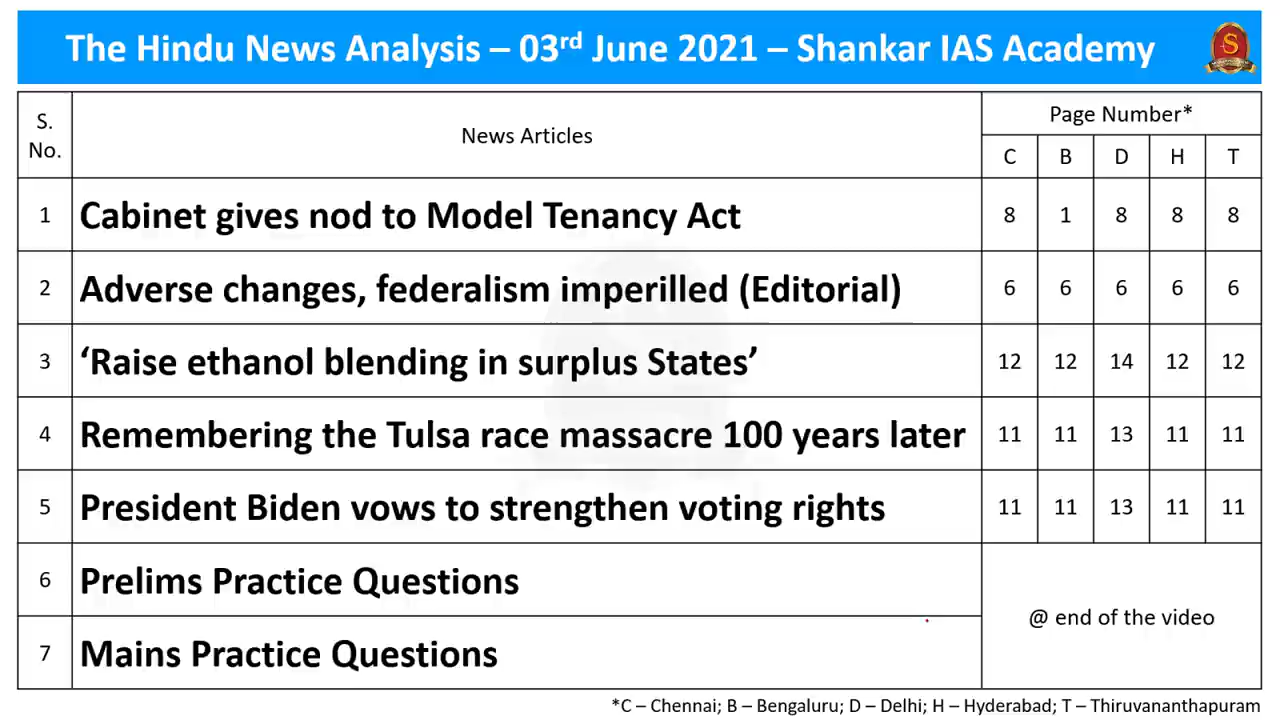 The Hindu News Analysis – 03rd June 2021 – Shankar IAS Academy
S. No. News Articles Page Number*
C B D H T
1 Cabinet gives nod to Model Tenancy Act 8 1 8 8 8
2 Adverse changes, federalism imperilled (Editorial) 6 6 6 6 6
3 ‘Raise ethanol blending in surplus States’ 12 12 14 12 12
4 Remembering the Tulsa race massacre 100 years later 11 11 13 11 11
5 President Biden vows to strengthen voting rights 11 11 13 11 11
6 Prelims Practice Questions
@ end of the video
7 Mains Practice Questions
*C – Chennai; B – Bengaluru; D – Delhi; H – Hyderabad; T – Thiruvananthapuram